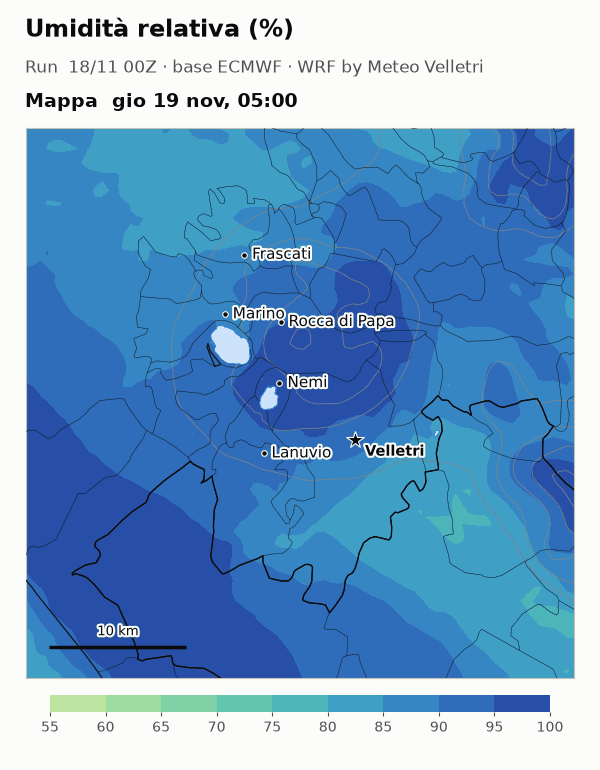 Umidità relativa (%)
Run  18/11 00Z · base ECMWF · WRF by Meteo Velletri
Mappa  gio 19 nov, 05:00
Frascati
Marino
Rocca di Papa
Nemi
Velletri
Lanuvio
10 km
55 60 65 70 75 80 85 90 95 100